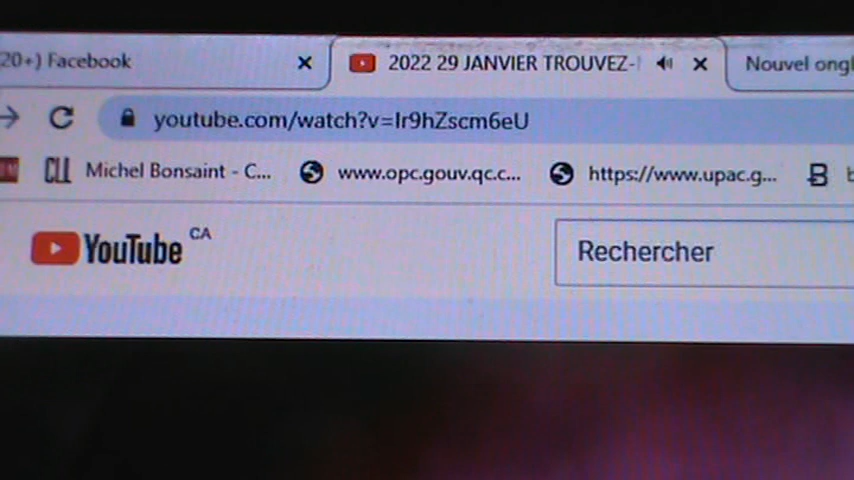 20+) Facebook 2022 29 JANVIER TROUVEZ- Nouvel ongl
youtube.com/watch?v=Ir9hZscm6eU
CLL Michel Bonsaint - C... www.opc.gouv.qc.c... https://www.upac.g...
YouTube CA Rechercher